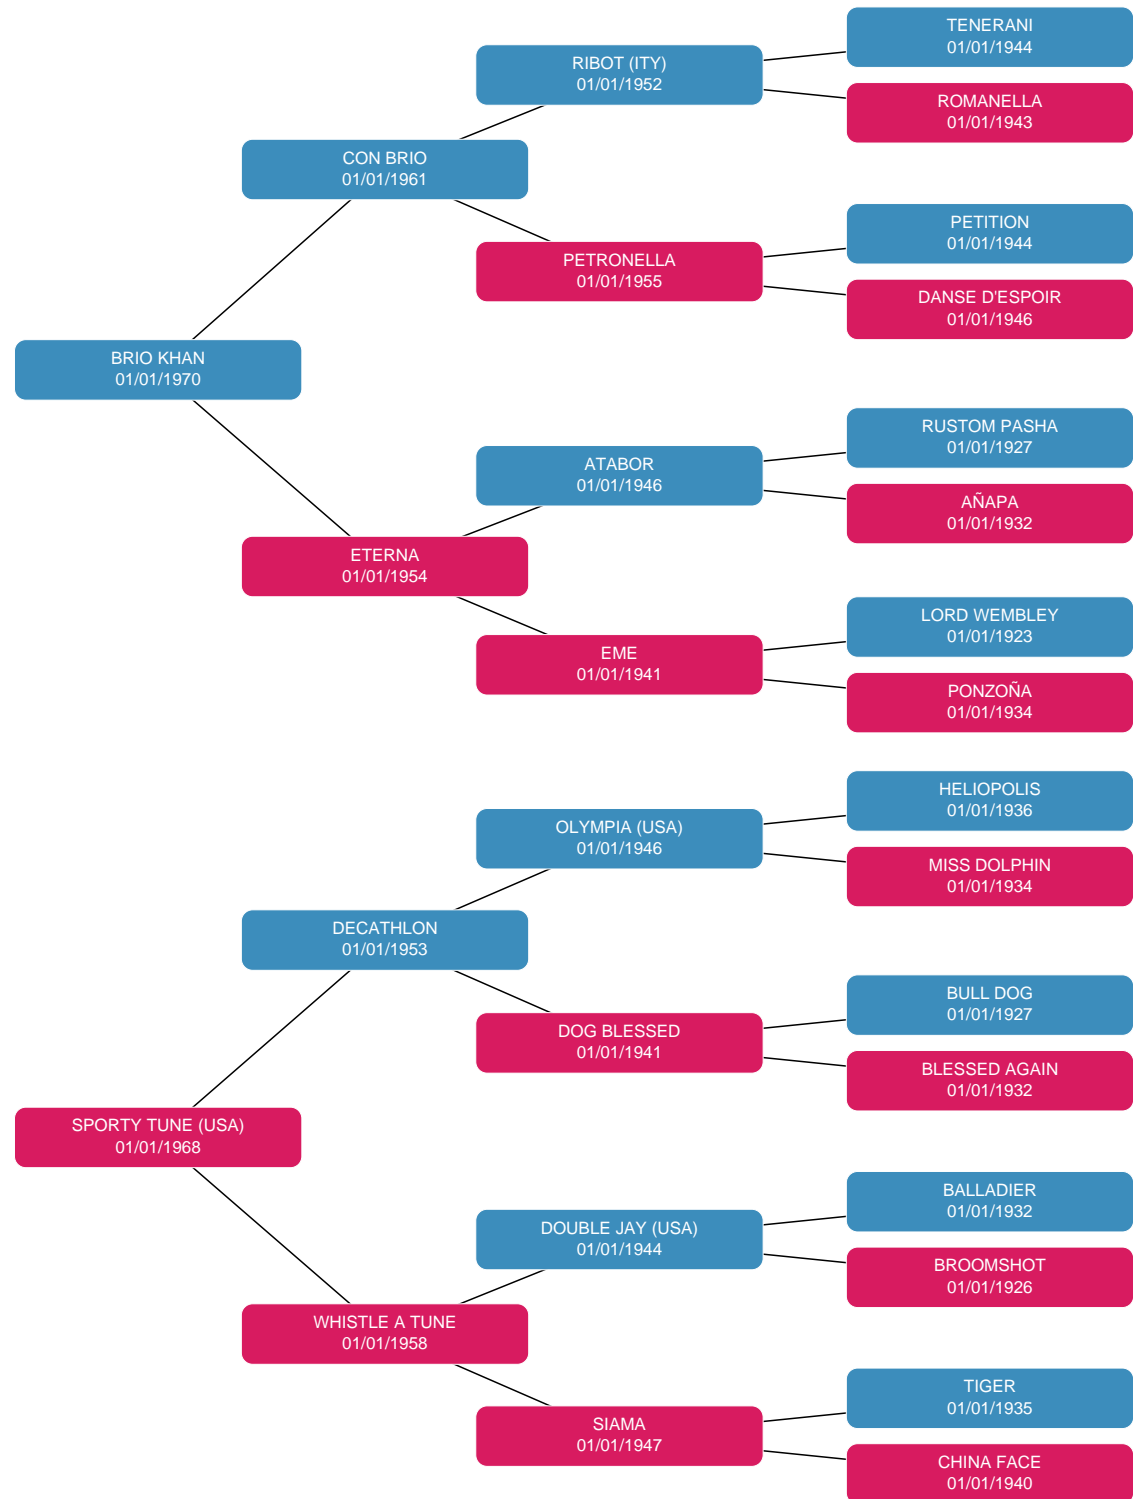 TENERANI
01/01/1944
RIBOT (ITY)
01/01/1952
ROMANELLA
01/01/1943
CON BRIO
01/01/1961
PETITION
01/01/1944
PETRONELLA
01/01/1955
DANSE D'ESPOIR
01/01/1946
BRIO KHAN
01/01/1970
RUSTOM PASHA
01/01/1927
ATABOR
01/01/1946
AÑAPA
01/01/1932
ETERNA
01/01/1954
LORD WEMBLEY
01/01/1923
EME
01/01/1941
PONZOÑA
01/01/1934
HELIOPOLIS
01/01/1936
OLYMPIA (USA)
01/01/1946
MISS DOLPHIN
01/01/1934
DECATHLON
01/01/1953
BULL DOG
01/01/1927
DOG BLESSED
01/01/1941
BLESSED AGAIN
01/01/1932
SPORTY TUNE (USA)
01/01/1968
BALLADIER
01/01/1932
DOUBLE JAY (USA)
01/01/1944
BROOMSHOT
01/01/1926
WHISTLE A TUNE
01/01/1958
TIGER
01/01/1935
SIAMA
01/01/1947
CHINA FACE
01/01/1940